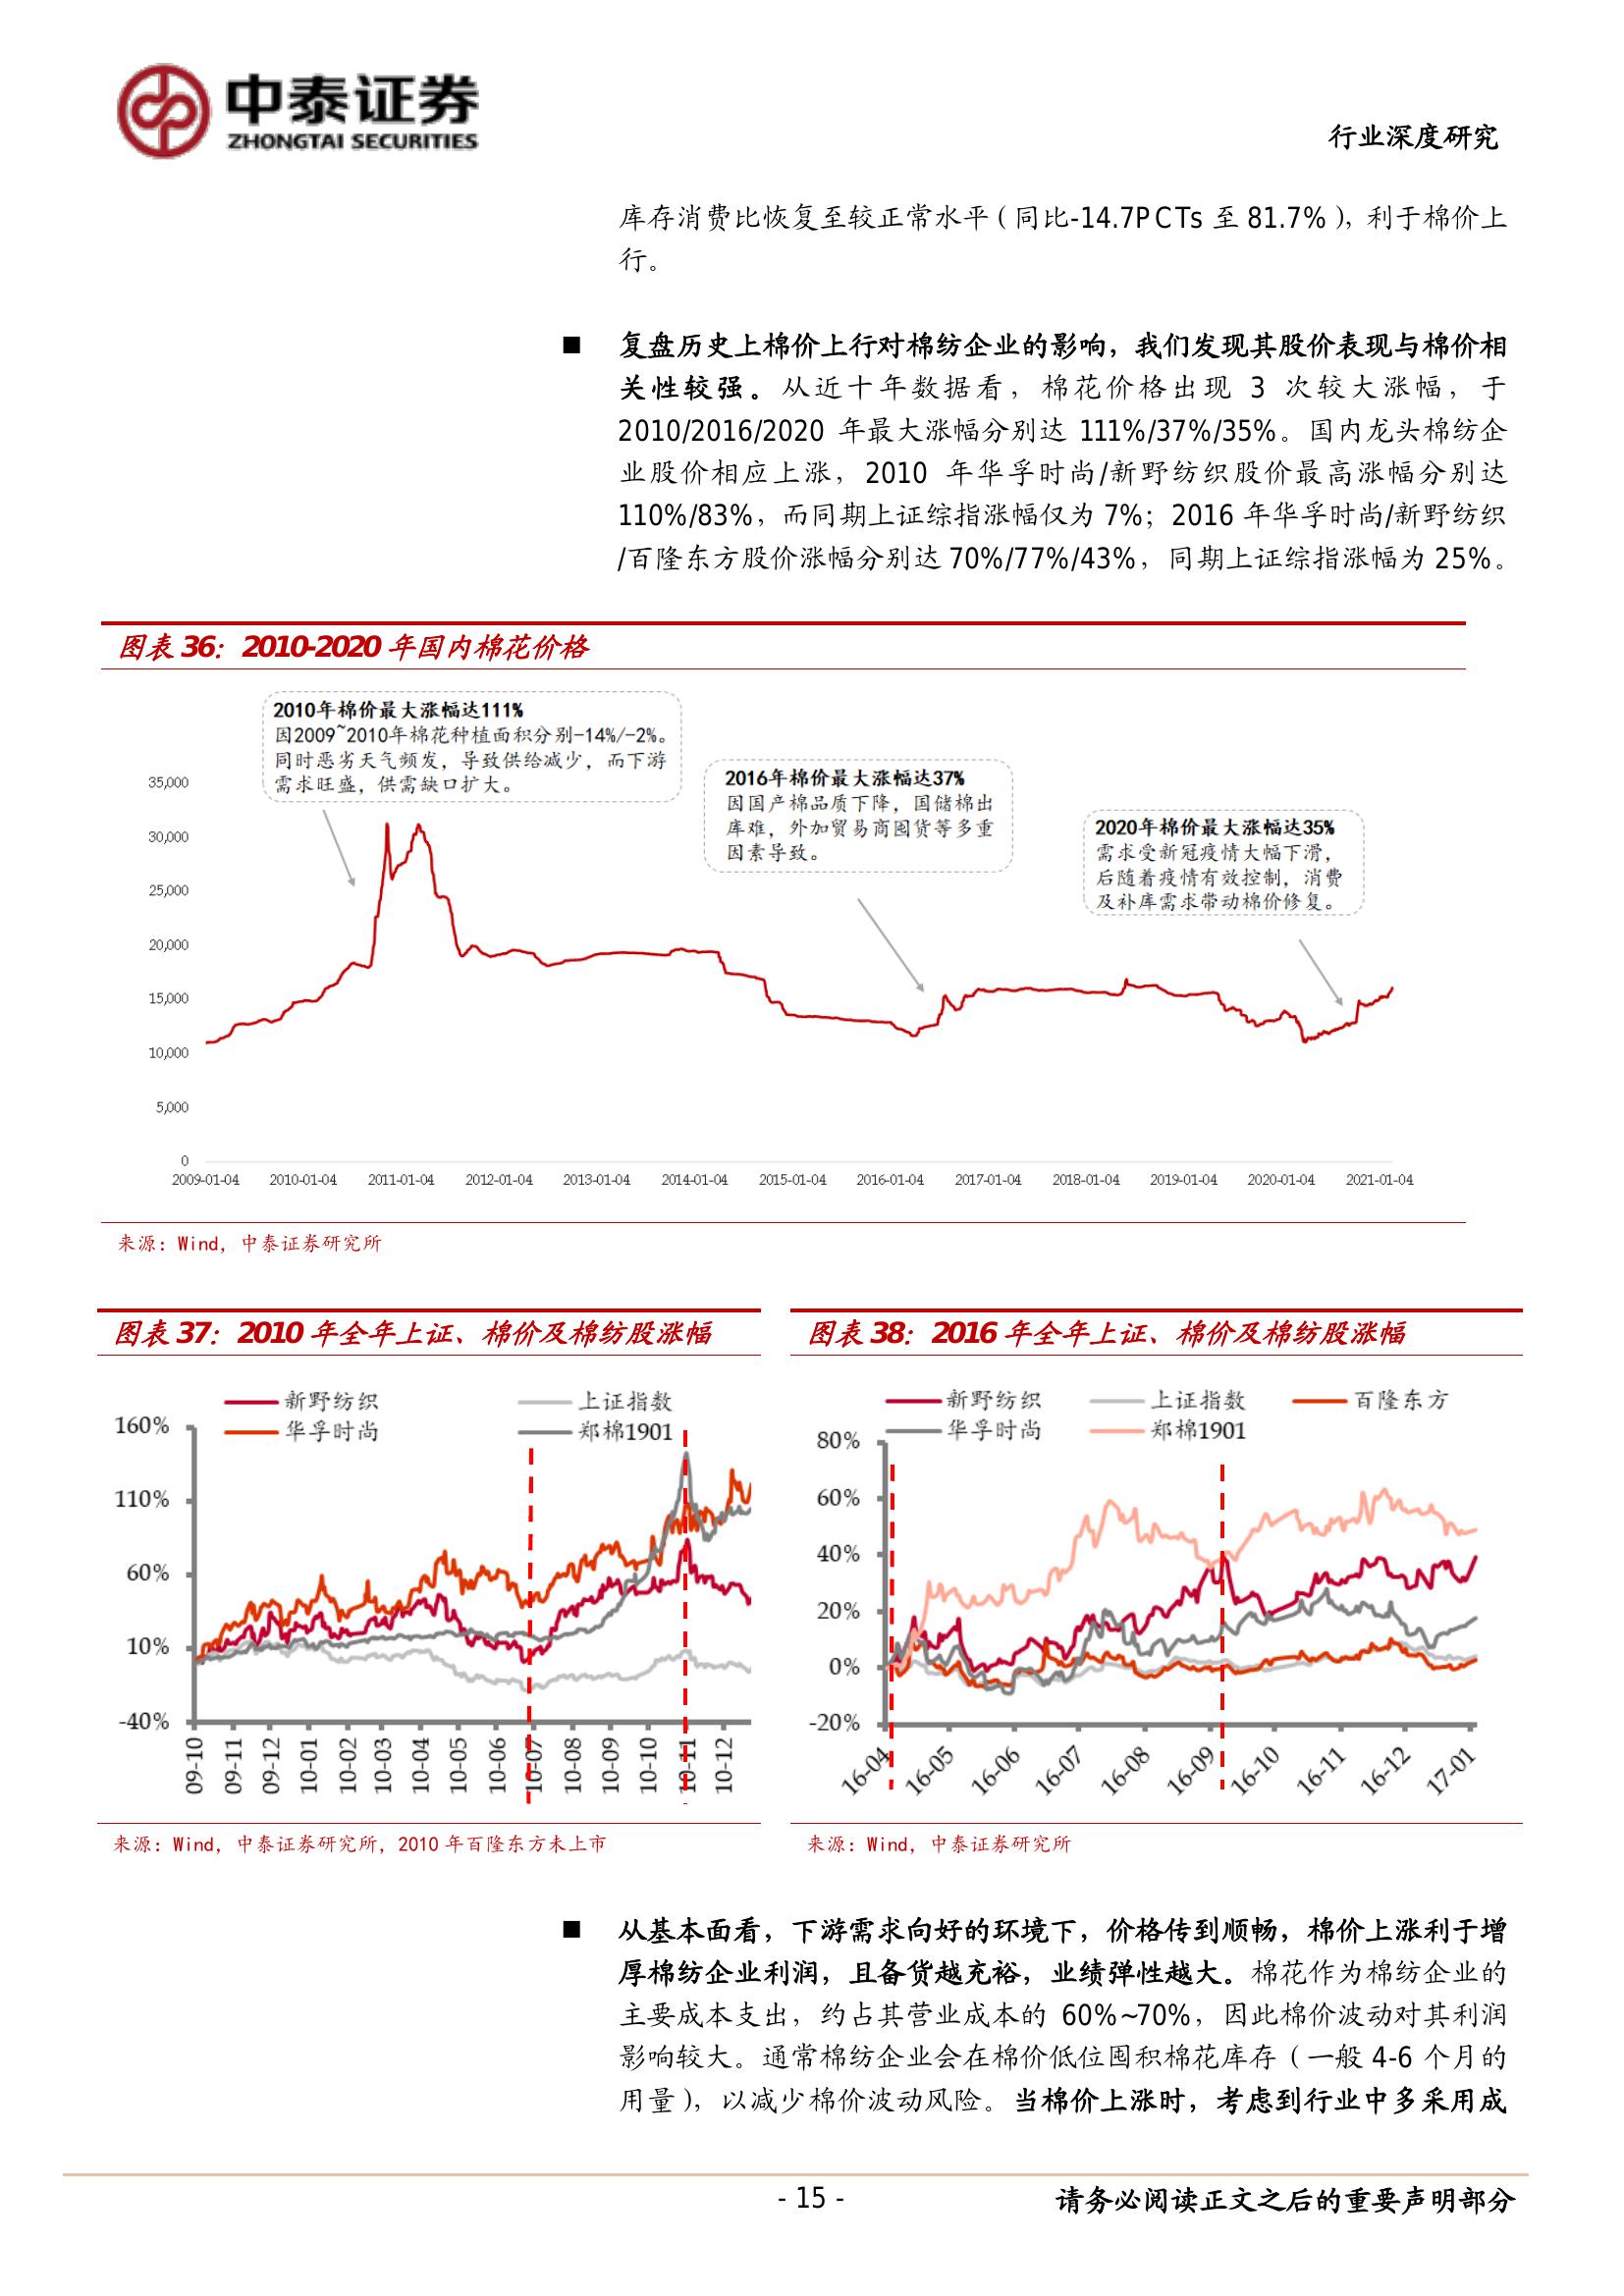 中泰证券
ZHONGTAI SECURITIES
行业深度研究
库存消费比恢复至较正常水平（同比-14.7PCTs 至 81.7%），利于棉价上
行。
■ 复盘历史上棉价上行对棉纺企业的影响，我们发现其股价表现与棉价相
关性较强。从近十年数据看，棉花价格出现 3 次较大涨幅，于
2010/2016/2020 年最大涨幅分别达 111%/37%/35%。国内龙头棉纺企
业股价相应上涨，2010 年华孚时尚/新野纺织股价最高涨幅分别达
110%/83%，而同期上证综指涨幅仅为 7%；2016 年华孚时尚/新野纺织
/百隆东方股价涨幅分别达 70%/77%/43%，同期上证综指涨幅为 25%。
图表 36：2010-2020 年国内棉花价格
2010年棉价最大涨幅达111%
因2009~2010年棉花种植面积分别-14%/-2%。
同时恶劣天气频发，导致供给减少，而下游
需求旺盛，供需缺口扩大。
2016年棉价最大涨幅达37%
因国产棉品质下降，国储棉出
库难，外加贸易商囤货等多重
因素导致。
2020年棉价最大涨幅达35%
需求受新冠疫情大幅下滑，
后随着疫情有效控制，消费
及补库需求带动棉价修复。
35,000
30,000
25,000
20,000
15,000
10,000
5,000
0
2009-01-04 2010-01-04 2011-01-04 2012-01-04 2013-01-04 2014-01-04 2015-01-04 2016-01-04 2017-01-04 2018-01-04 2019-01-04 2020-01-04 2021-01-04
来源：Wind，中泰证券研究所
图表 37：2010 年全年上证、棉价及棉纺股涨幅
新野纺织 上证指数
华孚时尚 郑棉1901
160%
110%
60%
10%
-40%
09-10 09-11 09-12 10-01 10-02 10-03 10-04 10-05 10-06 10-07 10-08 10-09 10-10 10-11 10-12
来源：Wind，中泰证券研究所，2010 年百隆东方未上市
图表 38：2016 年全年上证、棉价及棉纺股涨幅
新野纺织 上证指数 百隆东方
华孚时尚 郑棉1901
80%
60%
40%
20%
0%
-20%
16-04 16-05 16-06 16-07 16-08 16-09 16-10 16-11 16-12 17-01
来源：Wind，中泰证券研究所
■ 从基本面看，下游需求向好的环境下，价格传到顺畅，棉价上涨利于增
厚棉纺企业利润，且备货越充裕，业绩弹性越大。棉花作为棉纺企业的
主要成本支出，约占其营业成本的 60%~70%，因此棉价波动对其利润
影响较大。通常棉纺企业会在棉价低位囤积棉花库存（一般 4-6 个月的
用量），以减少棉价波动风险。当棉价上涨时，考虑到行业中多采用成
- 15 -
请务必阅读正文之后的重要声明部分